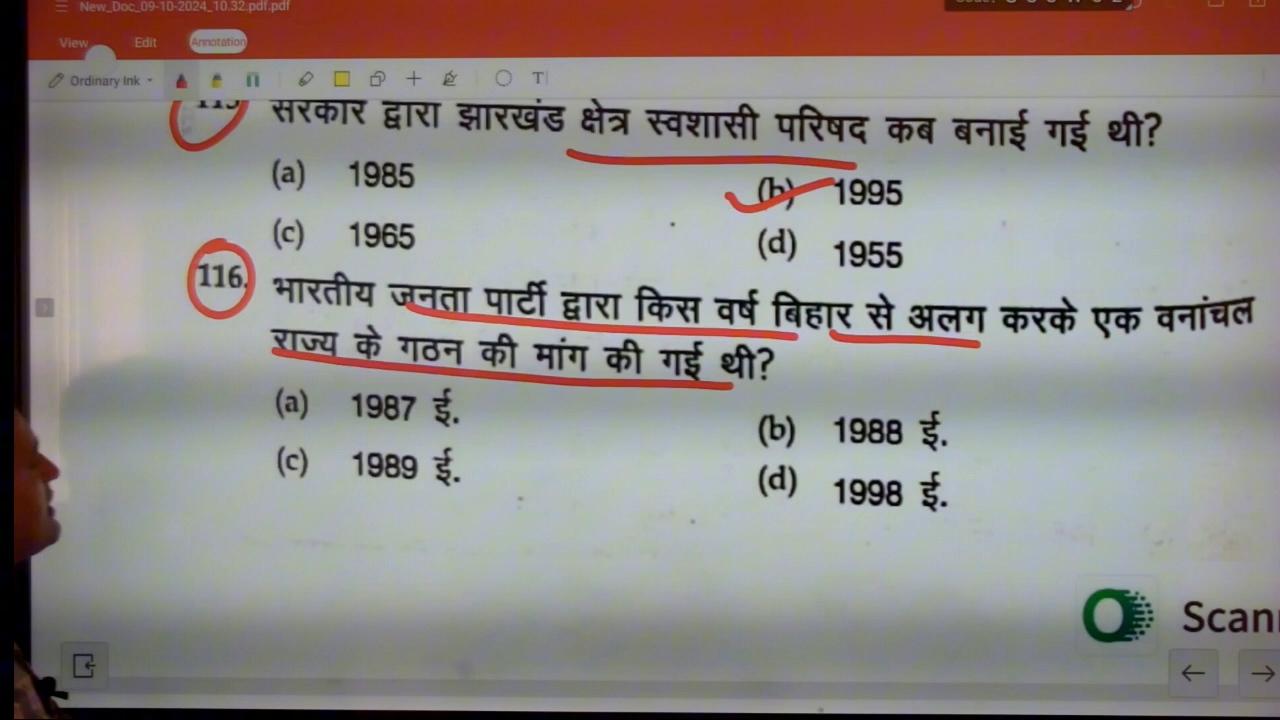 New_Doc_09-10-2024_10.32.pdf.pdf
View Edit Annotation
Ordinary Ink T
115 सरकार द्वारा झारखंड क्षेत्र स्वशासी परिषद कब बनाई गई थी?
(a) 1985 (b) 1995
(c) 1965 (d) 1955
116. भारतीय जनता पार्टी द्वारा किस वर्ष बिहार से अलग करके एक वनांचल
राज्य के गठन की मांग की गई थी?
(a) 1987 ई. (b) 1988 ई.
(c) 1989 ई. (d) 1998 ई.
Scan